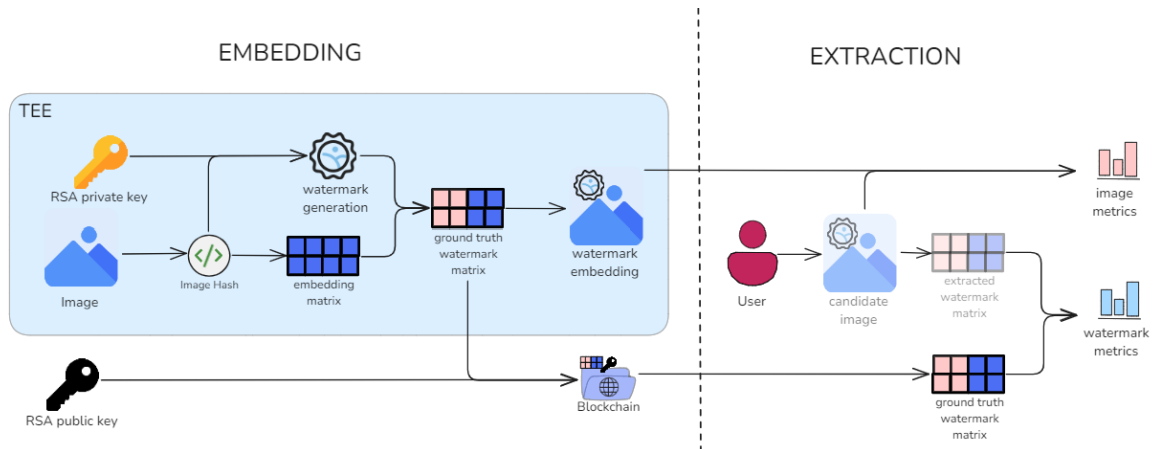 EMBEDDING
EXTRACTION
TEE
RSA private key
watermark
generation
Image
</>
Image Hash
embedding
matrix
ground truth
watermark
matrix
watermark
embedding
RSA public key
Blockchain
User
candidate
image
extracted
watermark
matrix
ground truth
watermark
matrix
image
metrics
watermark
metrics